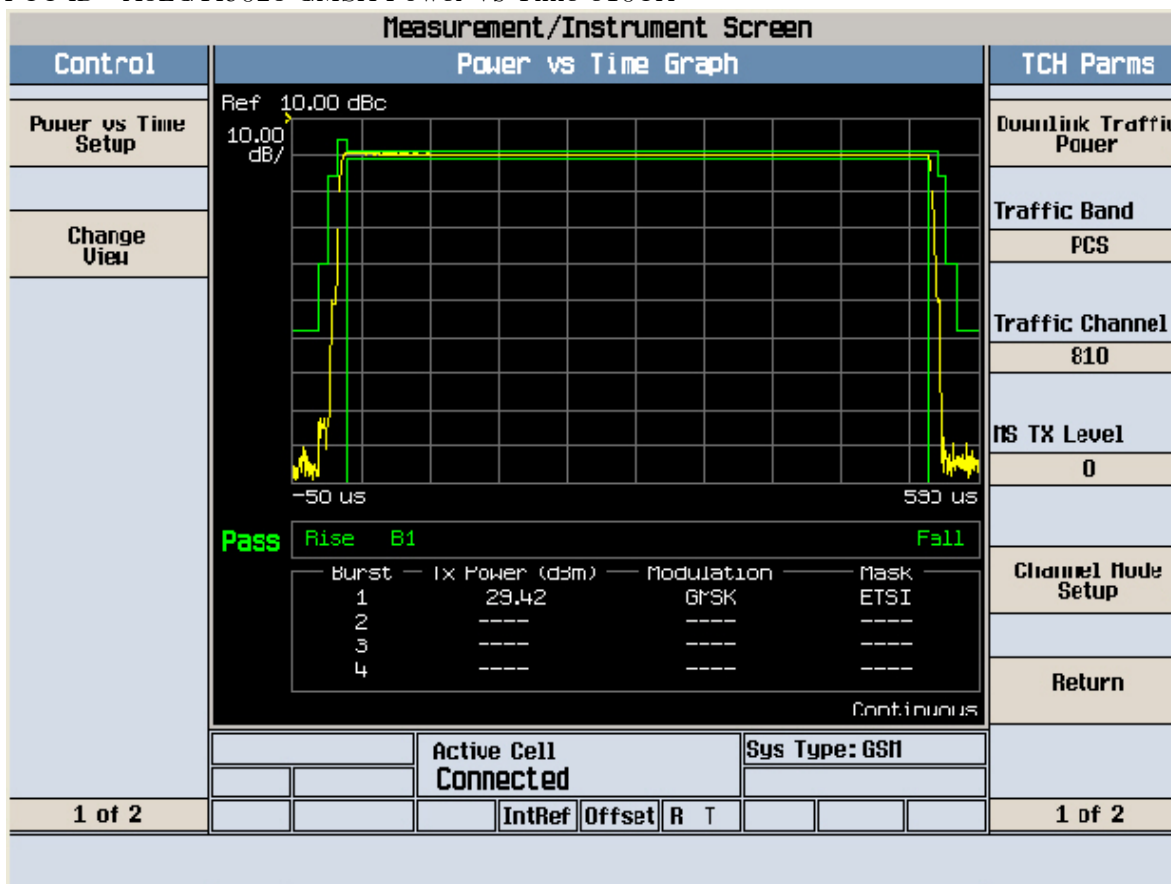 Measurement/Instrument Screen
Control
Power vs Time Graph
TCH Parms
Power vs Time
Setup
Change
View
1 of 2
Ref 10.00 dBc
10.00
dB/
-50 us
590 us
Pass
Rise B1 Fall
Burst Tx Power (dBm) Modulation Mask
1 29.42 GMSK ETSI
2 ---- ---- ----
3 ---- ---- ----
4 ---- ---- ----
Continuous
Active Cell
Connected
Sys Type: GSM
IntRef Offset R T
Downlink Traffic
Power
Traffic Band
PCS
Traffic Channel
810
MS TX Level
0
Channel Mode
Setup
Return
1 of 2